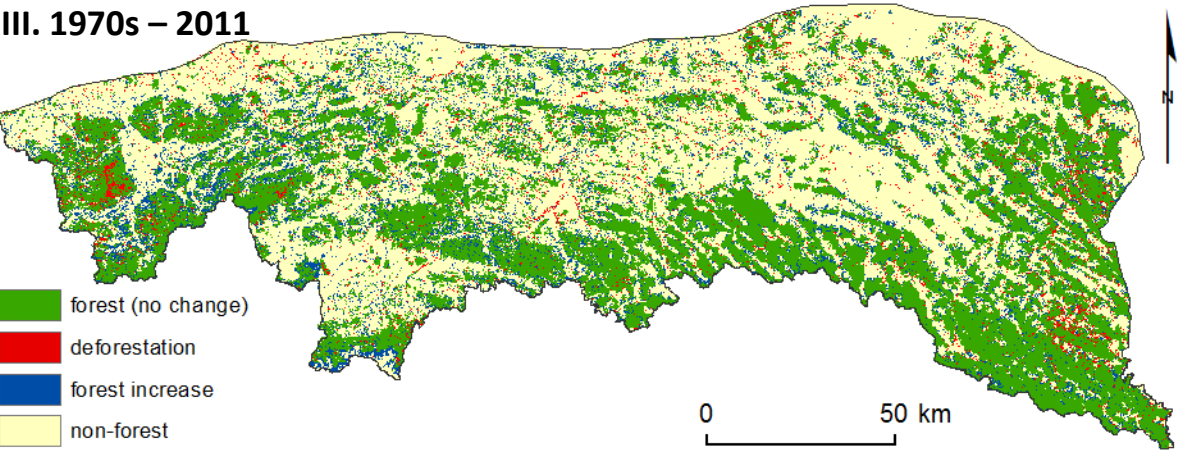 III. 1970s – 2011
N
forest (no change)
deforestation
forest increase
non-forest
0 50 km